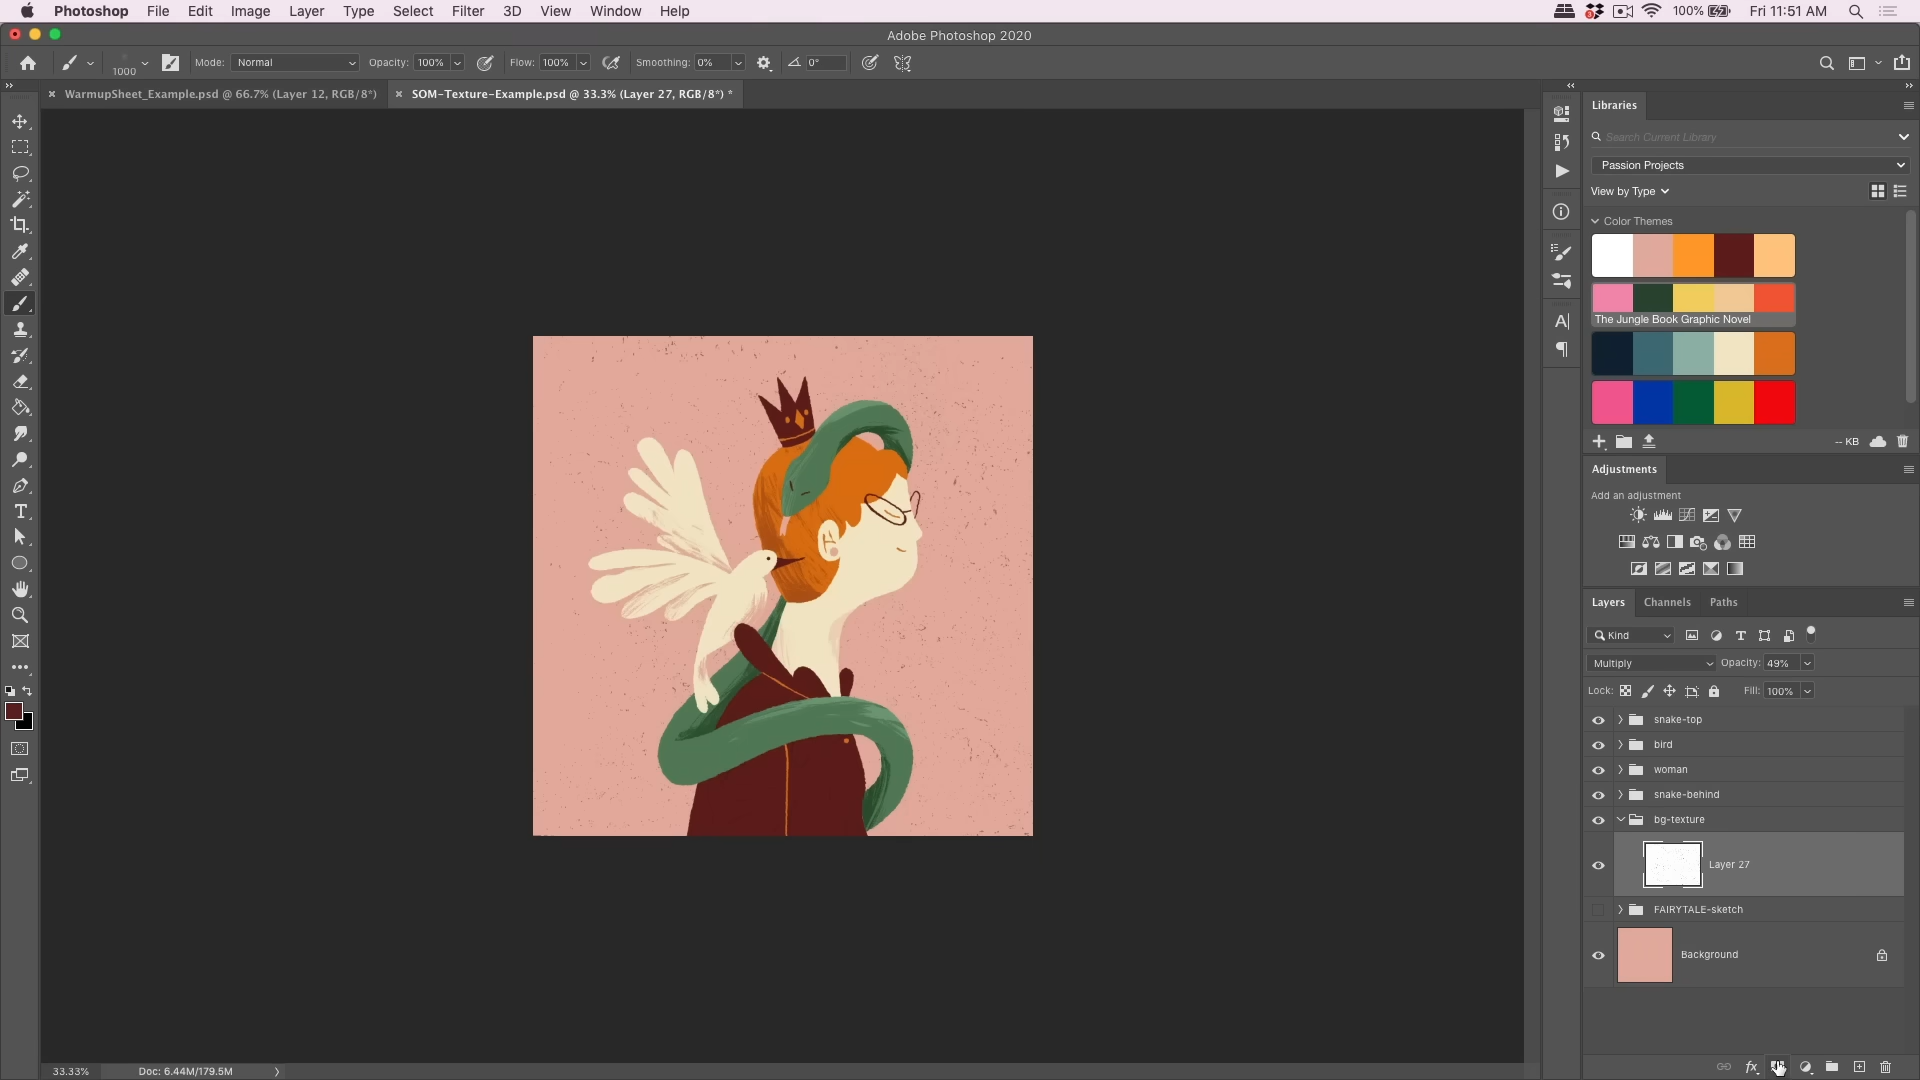 Photoshop File Edit Image Layer Type Select Filter 3D View Window Help
3
100%
Fri 11:51 AM
Adobe Photoshop 2020
1000
Mode: Normal
Opacity: 100%
Flow: 100%
Smoothing: 0%
0°
WarmupSheet_Example.psd @ 66.7% (Layer 12, RGB/8*)
SOM-Texture-Example.psd @ 33.3% (Layer 27, RGB/8*) *
Libraries
Search Current Library
Passion Projects
View by Type
Color Themes
The Jungle Book Graphic Novel
-- KB
Adjustments
Add an adjustment
Layers Channels Paths
Kind
Multiply
Opacity: 49%
Lock:
Fill: 100%
snake-top
bird
woman
snake-behind
bg-texture
Layer 27
FAIRYTALE-sketch
Background
fx
33.33%
Doc: 6.44M/179.5M